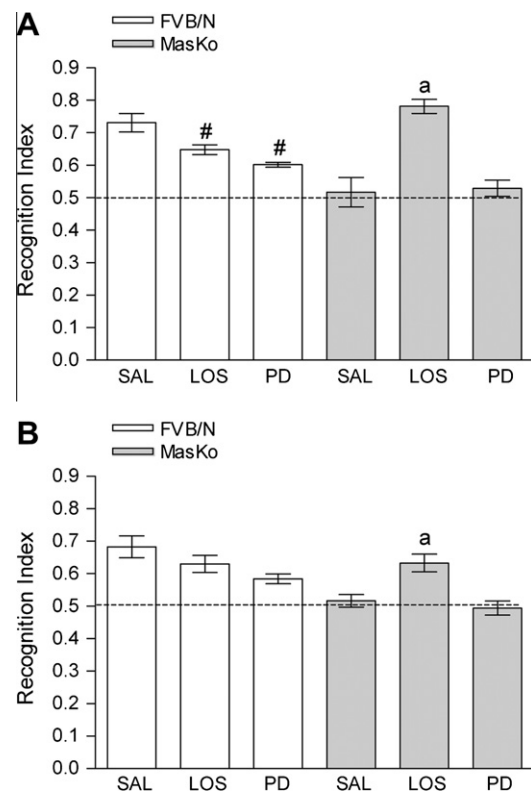 A
FVB/N
MasKo
Recognition Index
0.9
0.8
0.7
0.6
0.5
0.4
0.3
0.2
0.1
0.0
# # a
SAL LOS PD SAL LOS PD
B
FVB/N
MasKo
Recognition Index
0.9
0.8
0.7
0.6
0.5
0.4
0.3
0.2
0.1
0.0
a
SAL LOS PD SAL LOS PD